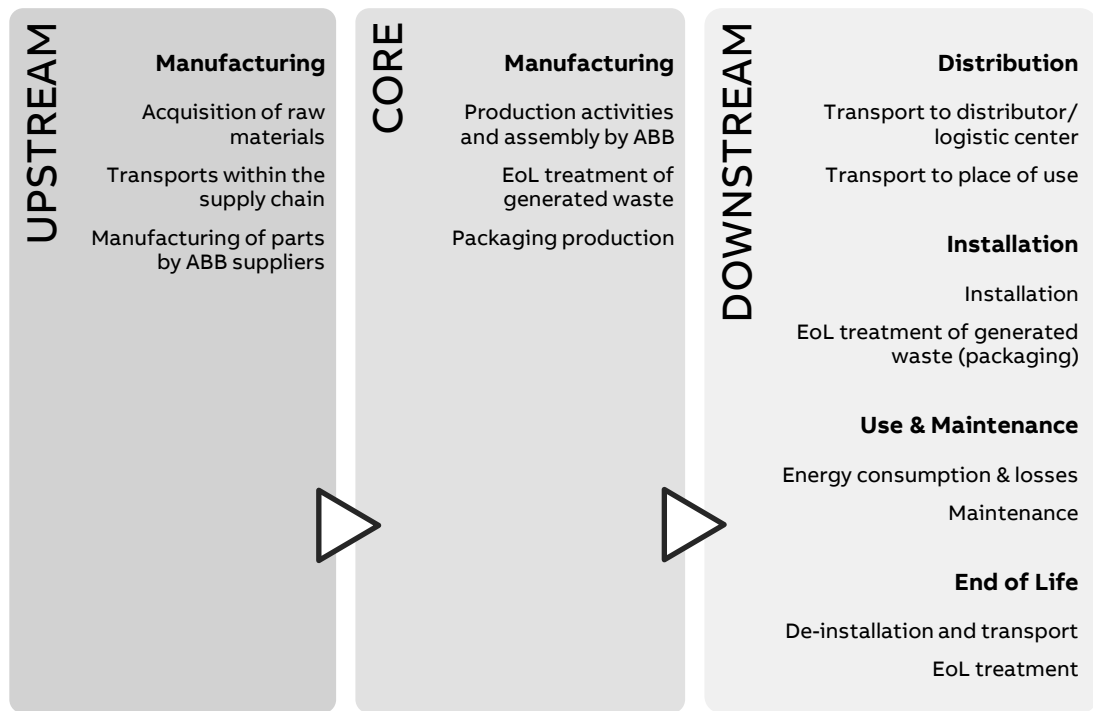 UPSTREAM
Manufacturing
Acquisition of raw
materials
Transports within the
supply chain
Manufacturing of parts
by ABB suppliers
CORE
Manufacturing
Production activities
and assembly by ABB
EoL treatment of
generated waste
Packaging production
DOWNSTREAM
Distribution
Transport to distributor/
logistic center
Transport to place of use
Installation
Installation
EoL treatment of generated
waste (packaging)
Use & Maintenance
Energy consumption & losses
Maintenance
End of Life
De-installation and transport
EoL treatment